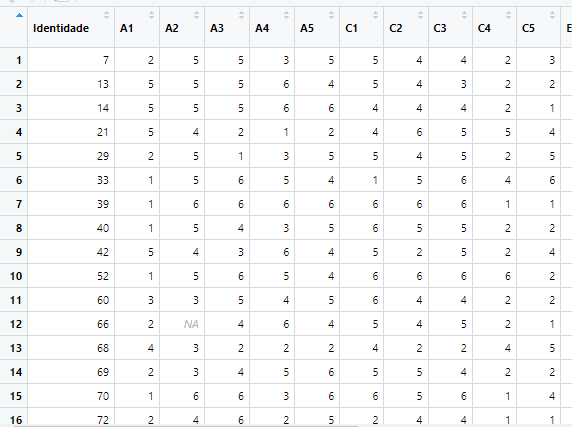 Identidade A1 A2 A3 A4 A5 C1 C2 C3 C4 C5 E
1 7 2 5 5 3 5 5 4 4 2 3
2 13 5 5 5 6 4 5 4 3 2 2
3 14 5 5 5 6 6 4 4 4 2 1
4 21 5 4 2 1 2 4 6 5 5 4
5 29 2 5 1 3 5 5 4 5 2 5
6 33 1 5 6 5 4 1 5 6 4 6
7 39 1 6 6 6 6 6 6 6 1 1
8 40 1 5 4 3 5 6 5 5 2 2
9 42 5 4 3 6 4 5 2 5 2 4
10 52 1 5 6 5 4 6 6 6 6 2
11 60 3 3 5 4 5 6 4 4 2 2
12 66 2 NA 4 6 4 5 4 5 2 1
13 68 4 3 2 2 2 4 2 2 4 5
14 69 2 3 4 5 6 5 5 4 2 2
15 70 1 6 6 3 6 6 5 6 1 4
16 72 2 4 6 2 5 2 4 4 1 1